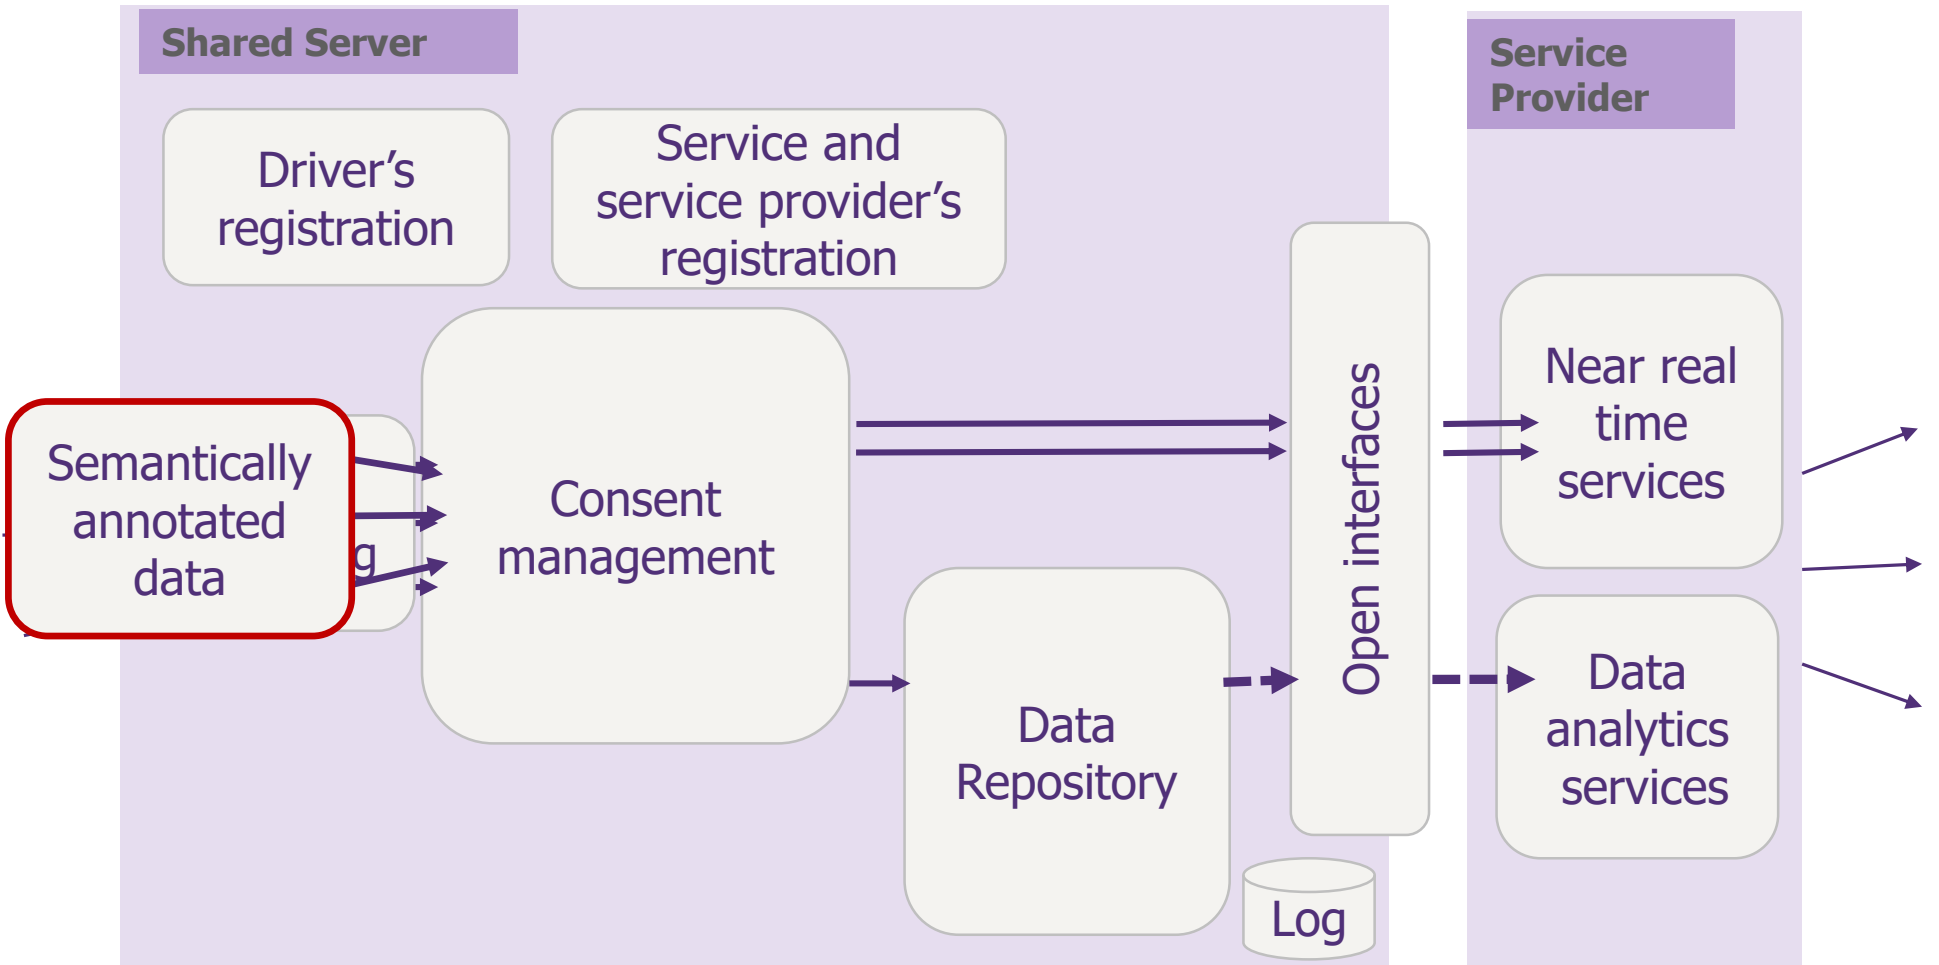 Shared Server
Service
Provider
Driver’s
registration
Service and
service provider’s
registration
Semantically
annotated
data
Consent
management
Data
Repository
Open interfaces
Near real
time
services
Data
analytics
services
Log